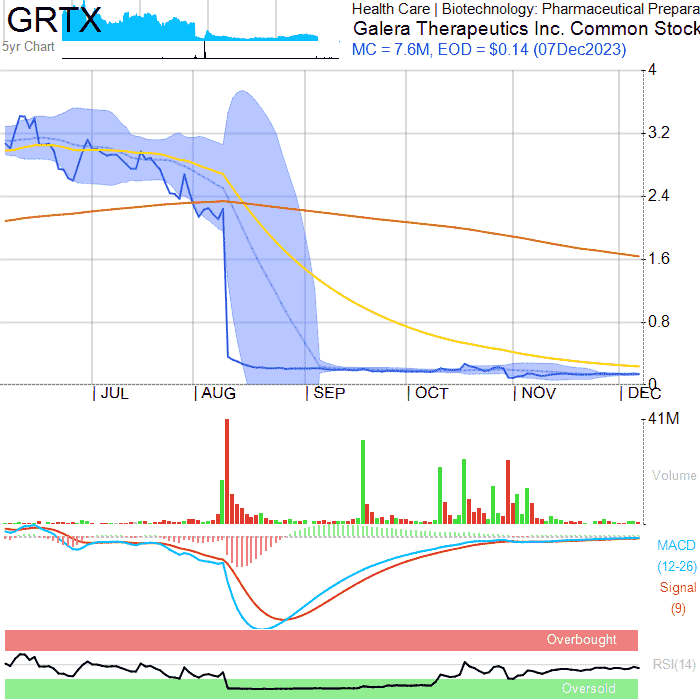 GRTX
5yr Chart
Health Care | Biotechnology: Pharmaceutical Prepara
Galera Therapeutics Inc. Common Stock
MC = 7.6M, EOD = $0.14 (07Dec2023)
4
3.2
2.4
1.6
0.8
0
JUL AUG SEP OCT NOV DEC
41M
Volume
MACD
(12-26)
Signal
(9)
Overbought
RSI(14)
Oversold